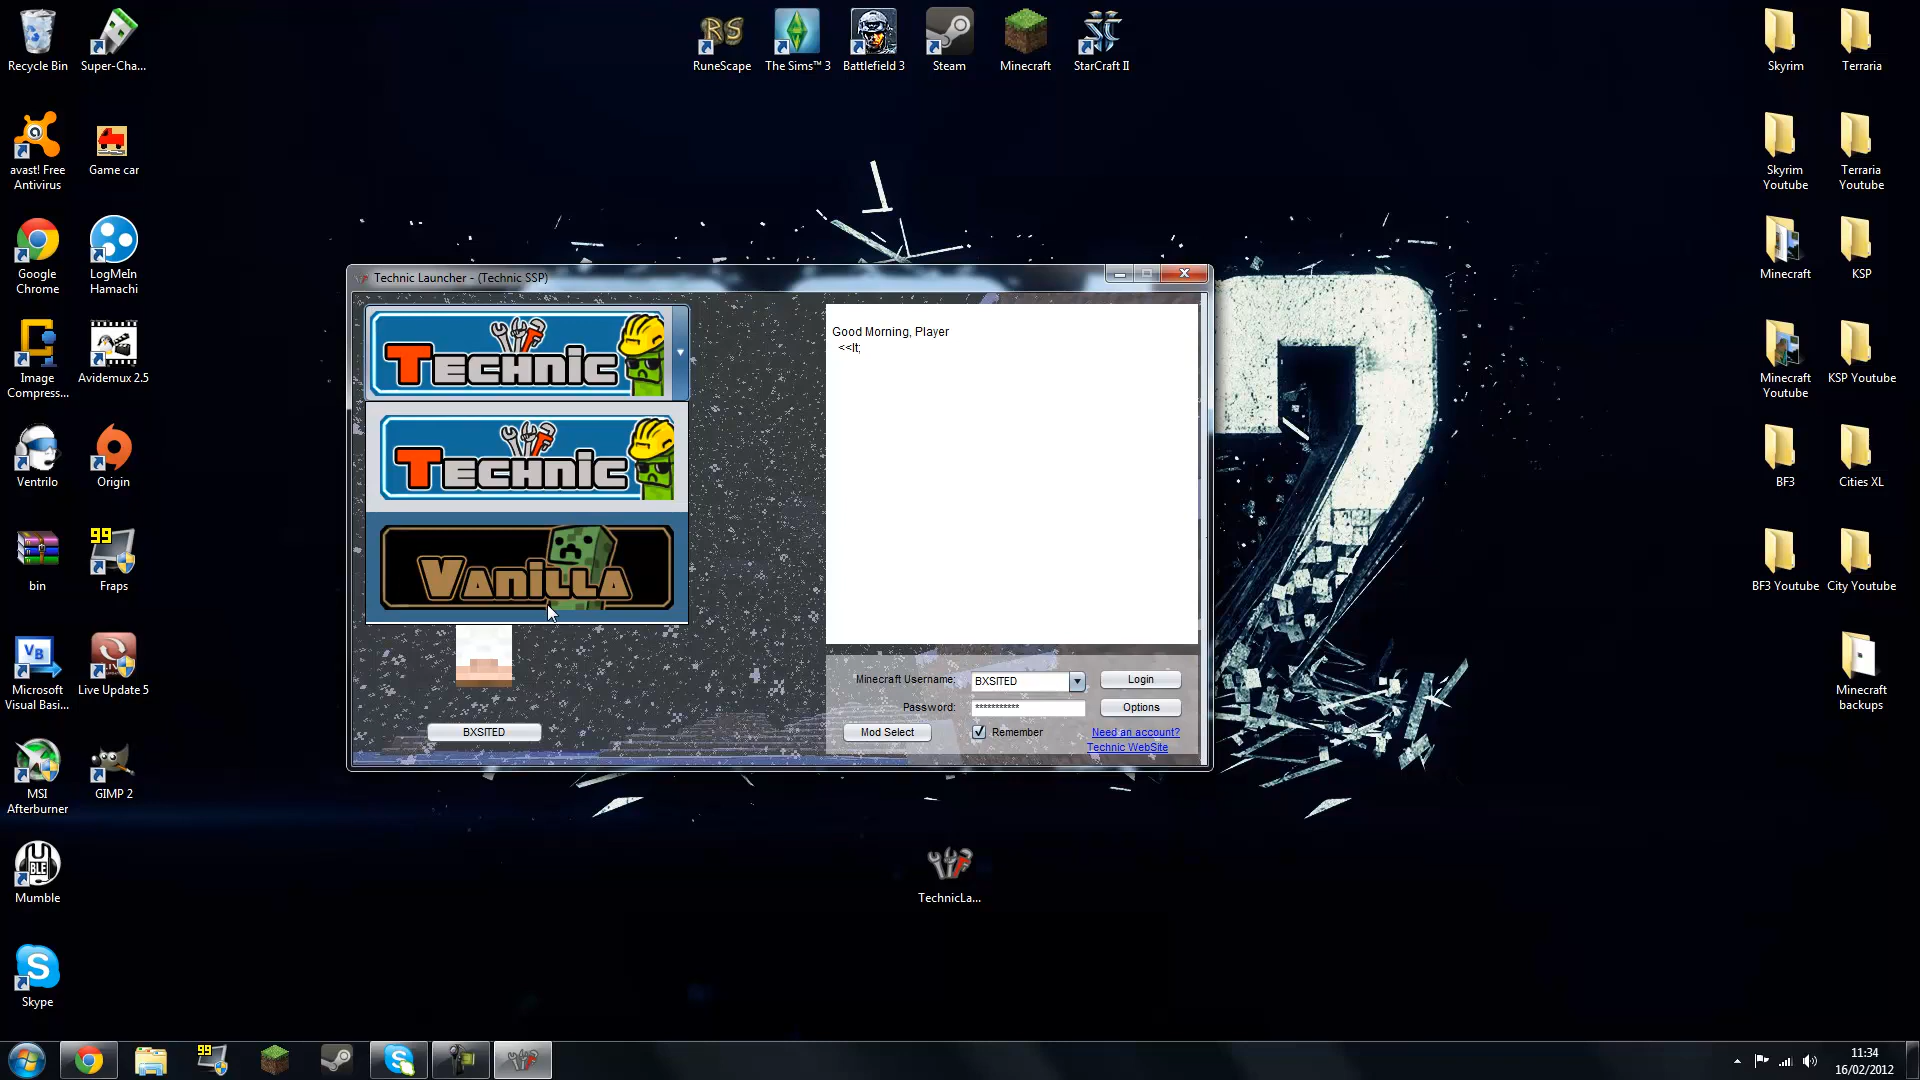 Recycle Bin
Super-Cha...
RuneScape
The Sims™ 3
Battlefield 3
Steam
Minecraft
StarCraft II
Skyrim
Terraria
avast! Free
Antivirus
Game car
Skyrim
Youtube
Terraria
Youtube
Google
Chrome
LogMeIn
Hamachi
Minecraft
KSP
Technic Launcher - (Technic SSP)
Technic
Technic
Vanilla
Good Morning, Player
<<lt;
Image
Compress...
Avidemux 2.5
Minecraft
Youtube
KSP Youtube
Ventrilo
Origin
BF3
Cities XL
99
bin
Fraps
BF3 Youtube
City Youtube
Microsoft
Visual Basi...
Live Update 5
Minecraft
backups
Minecraft Username:
BXSITED
Login
Password:
***********
Options
BXSITED
Mod Select
Remember
Need an account?
Technic WebSite
MSI
Afterburner
GIMP 2
Mumble
TechnicLa...
Skype
99
11:34
16/02/2012